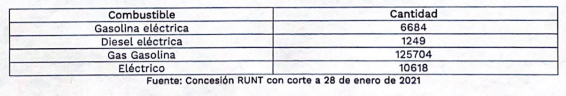 Combustible Cantidad
Gasolina eléctrica 6684
Diesel eléctrica 1249
Gas Gasolina 125704
Eléctrico 10618
Fuente: Concesión RUNT con corte a 28 de enero de 2021